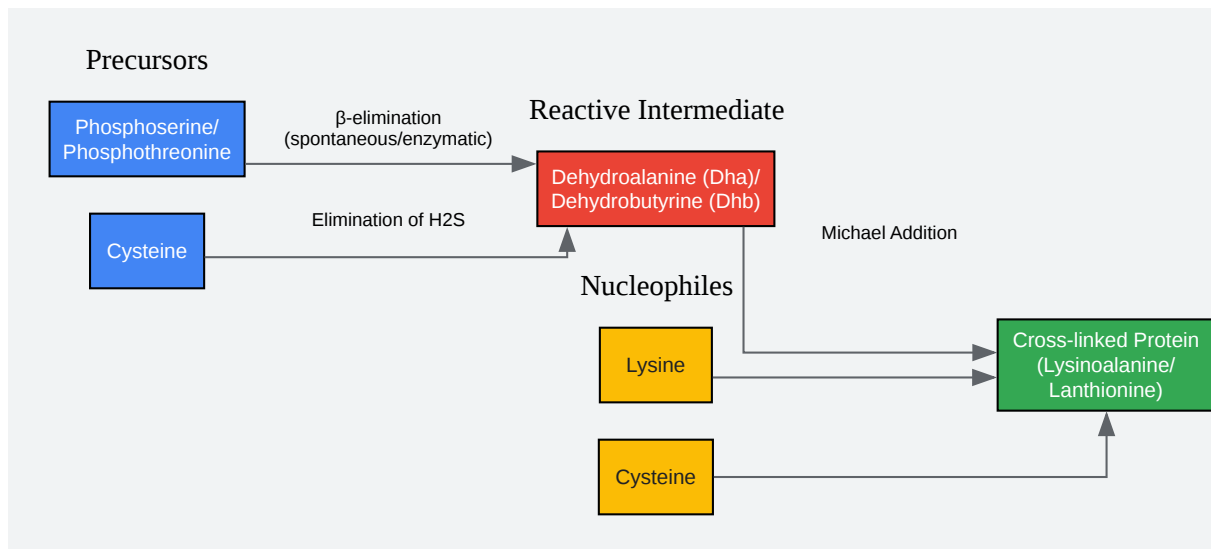 Precursors
Phosphoserine/
Phosphothreonine
β-elimination
(spontaneous/enzymatic)
Reactive Intermediate
Dehydroalanine (Dha)/
Dehydrobutyrine (Dhb)
Cysteine
Elimination of H2S
Michael Addition
Nucleophiles
Lysine
Cross-linked Protein
(Lysinoalanine/
Lanthionine)
Cysteine